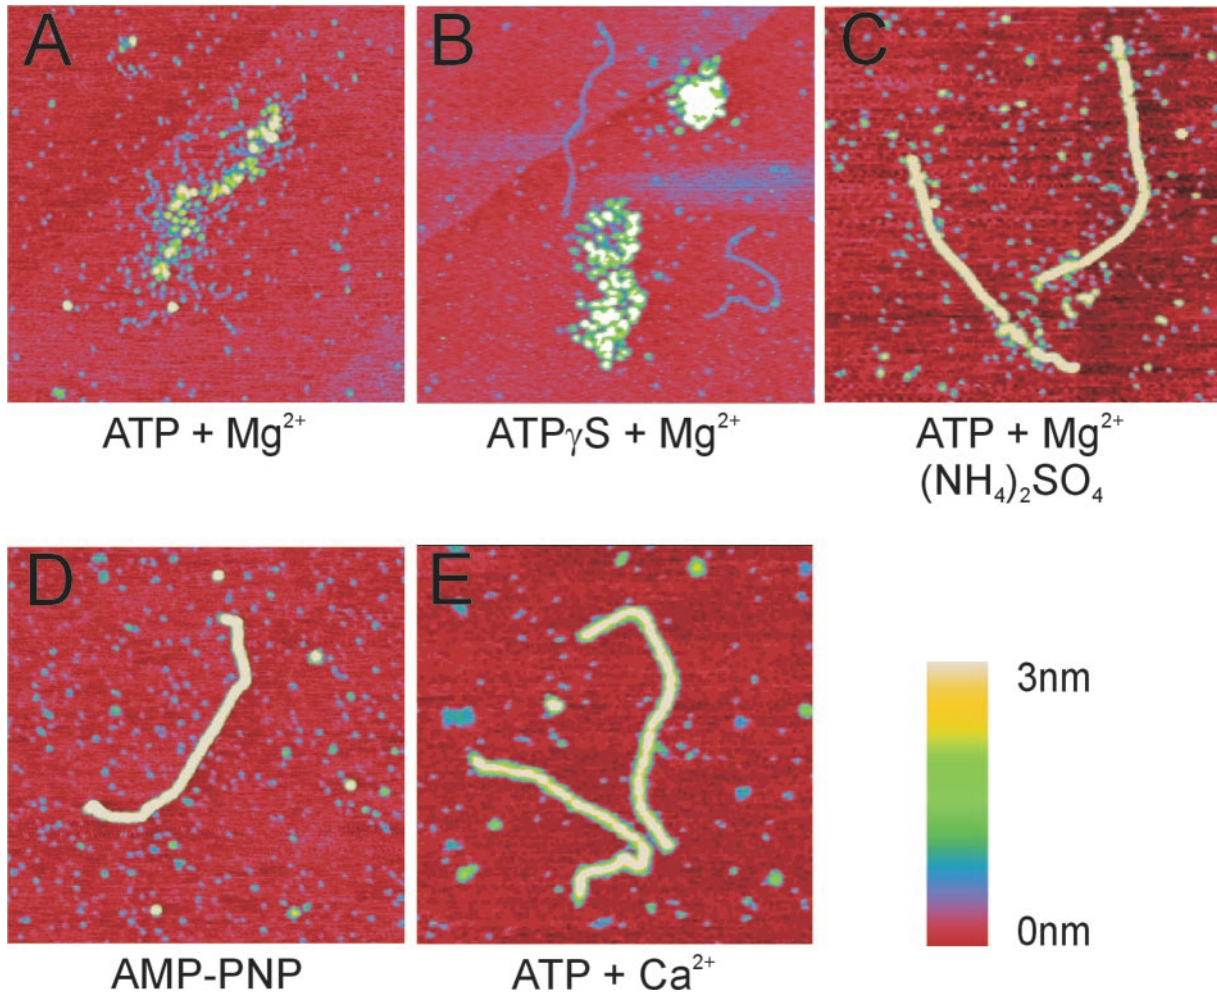 A
B
C
ATP + Mg²⁺
ATPγS + Mg²⁺
ATP + Mg²⁺
(NH₄)₂SO₄
D
E
3nm
0nm
AMP-PNP
ATP + Ca²⁺